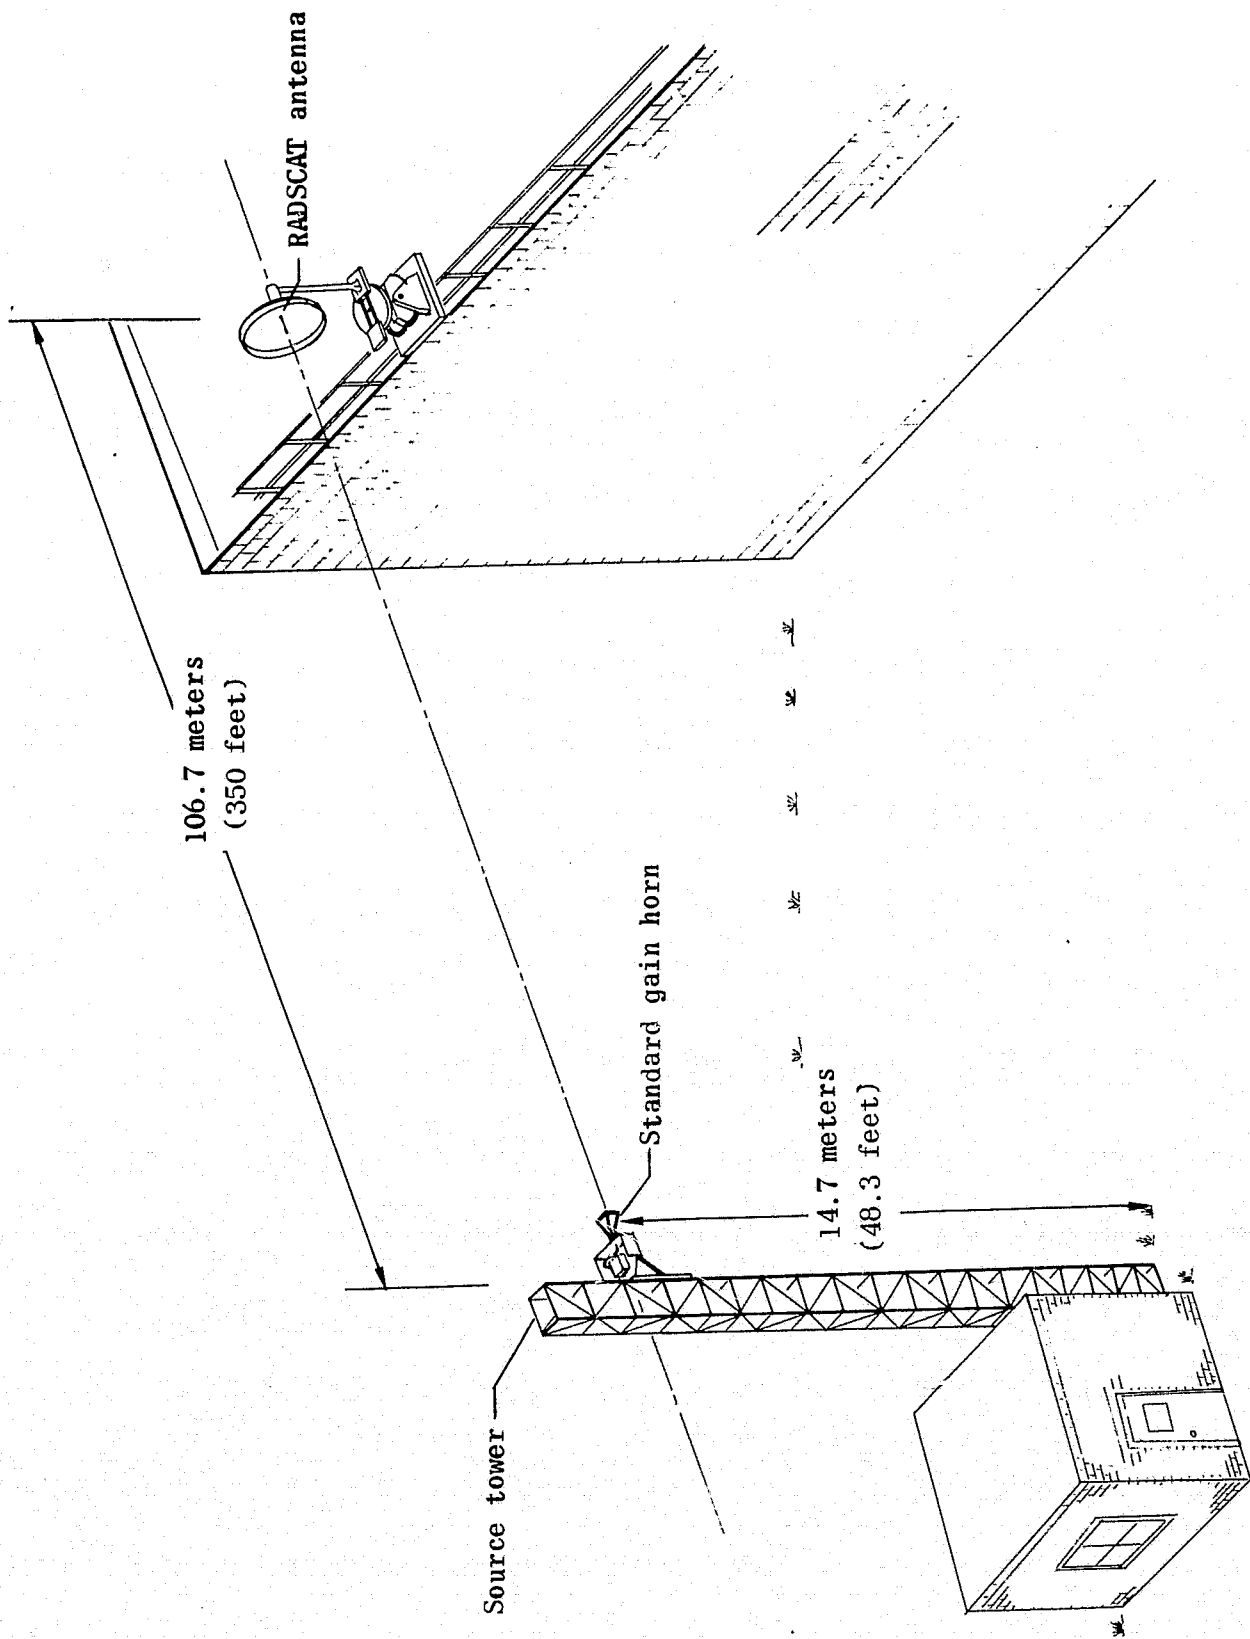 RADSCAT antenna
106.7 meters
(350 feet)
Standard gain horn
14.7 meters
(48.3 feet)
Source tower